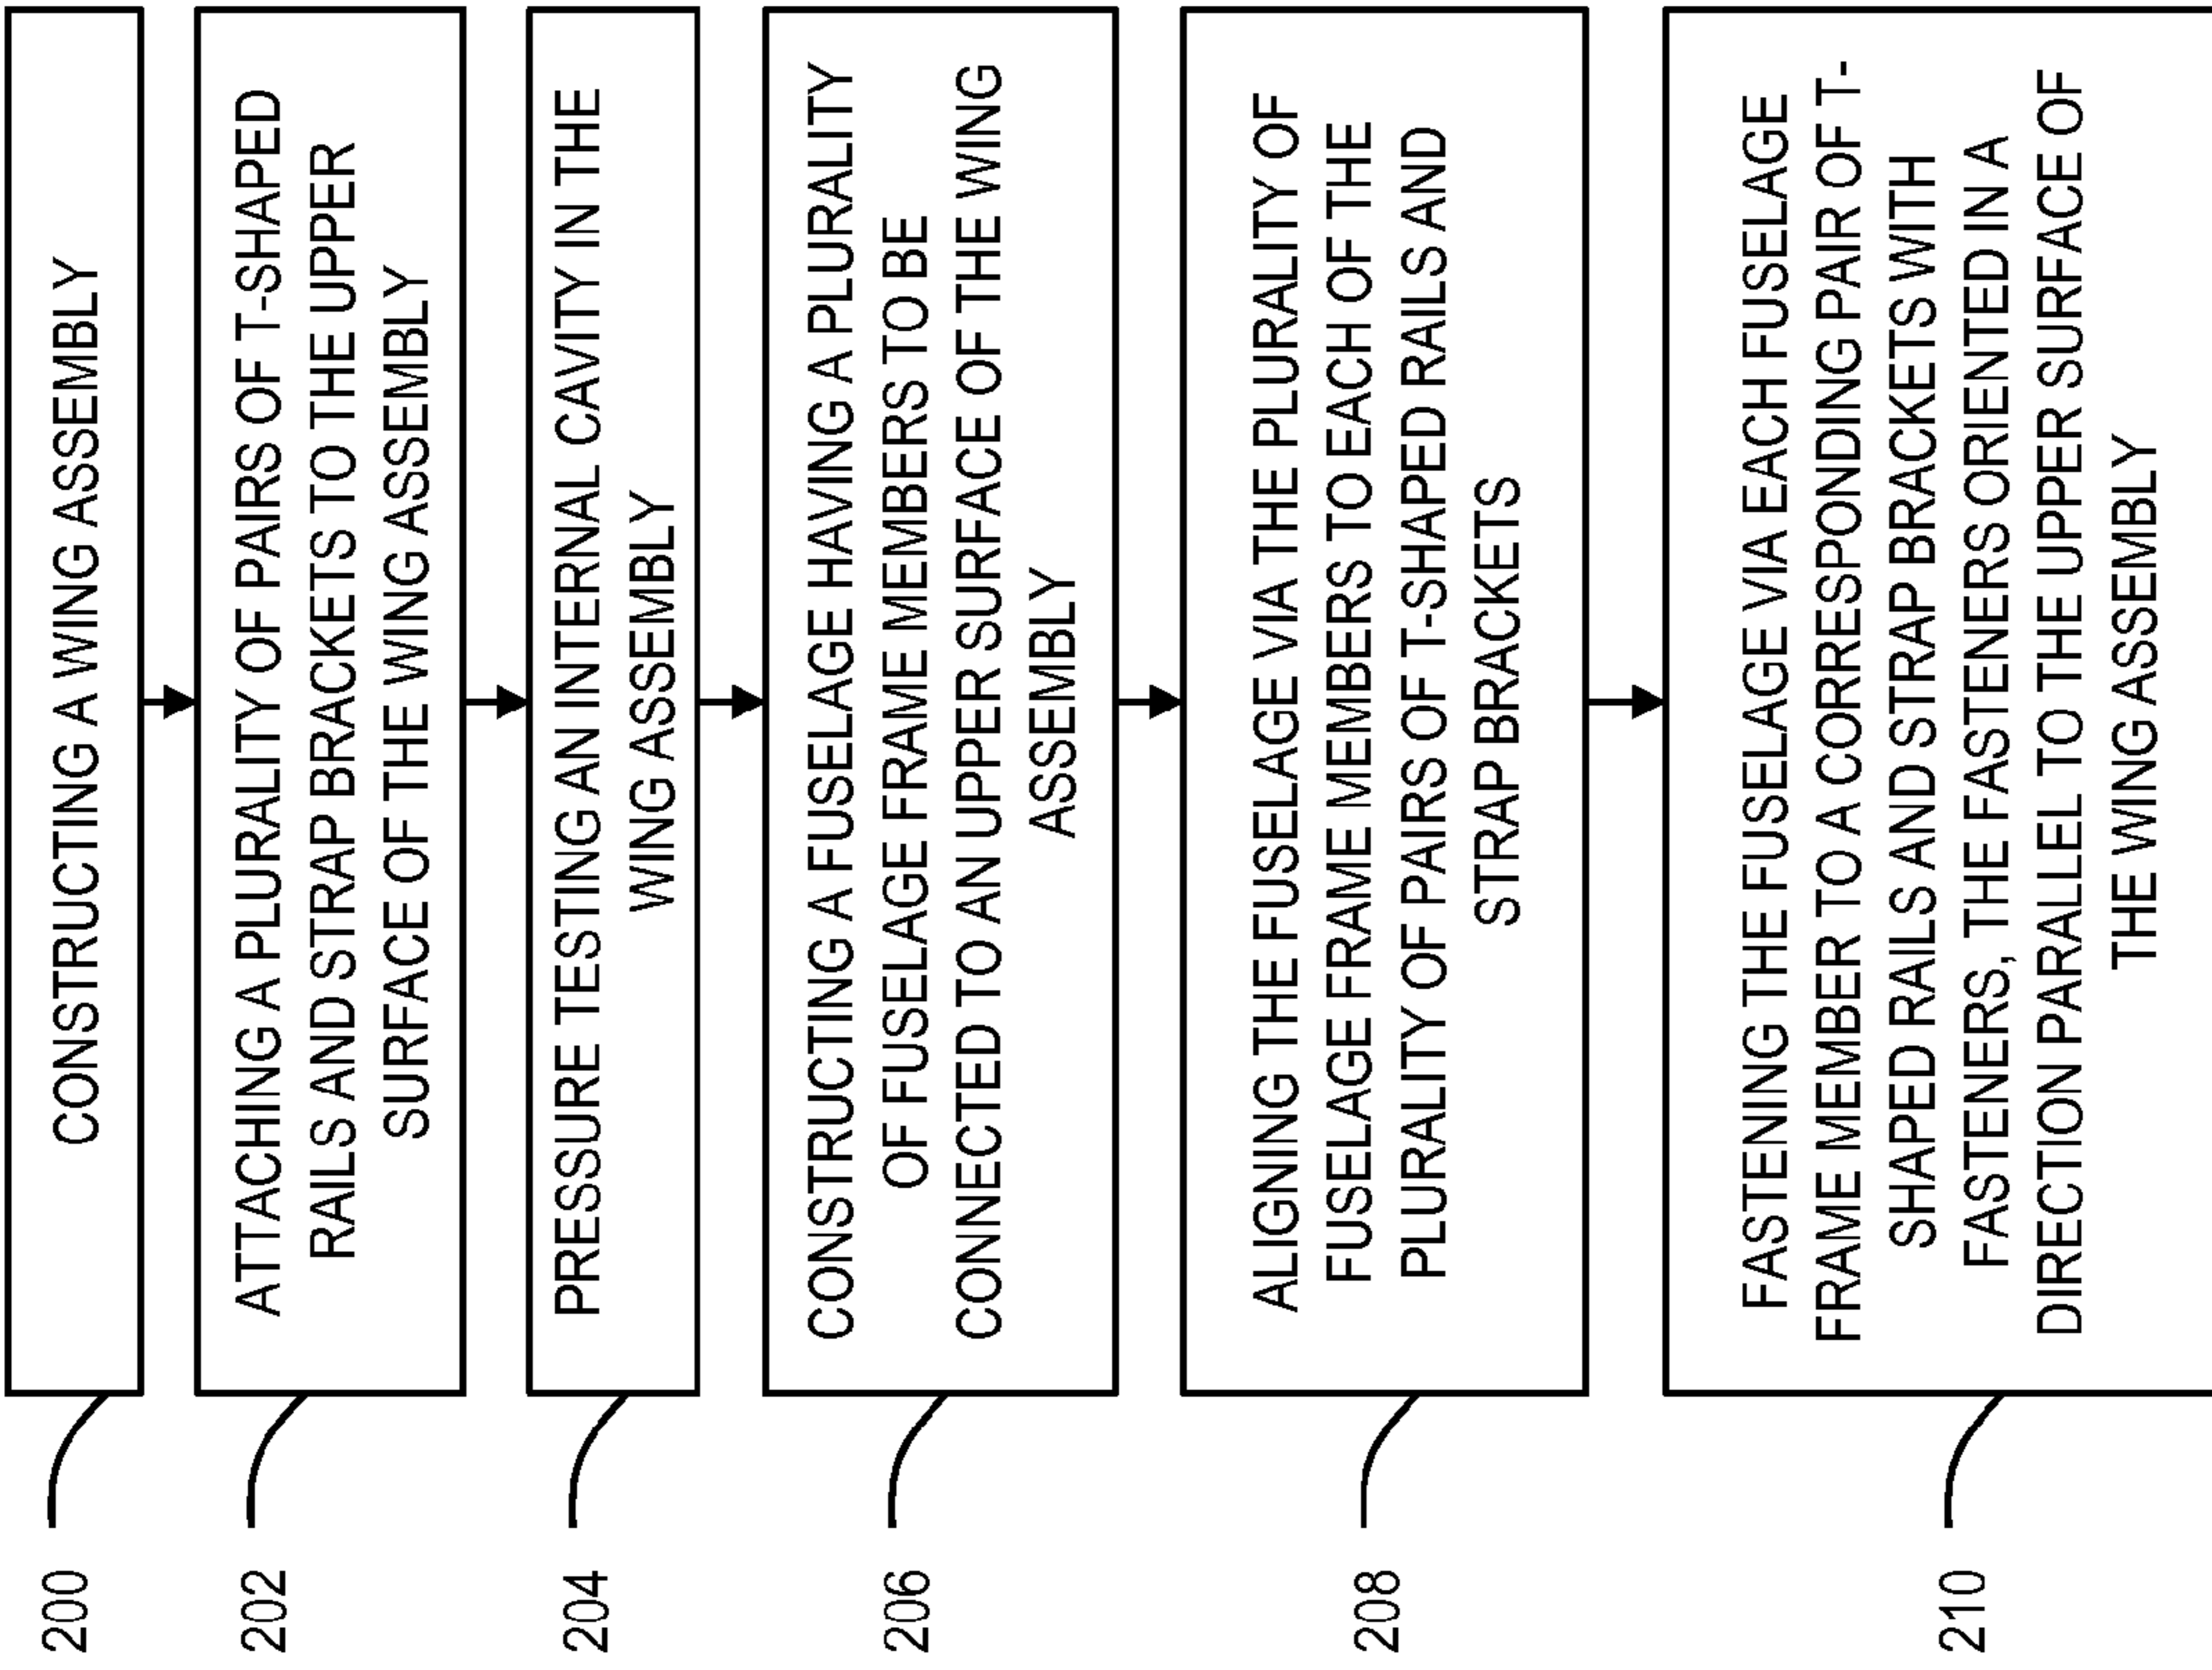 200
CONSTRUCTING A WING ASSEMBLY
202
ATTACHING A PLURALITY OF PAIRS OF T-SHAPED
RAILS AND STRAP BRACKETS TO THE UPPER
SURFACE OF THE WING ASSEMBLY
204
PRESSURE TESTING AN INTERNAL CAVITY IN THE
WING ASSEMBLY
206
CONSTRUCTING A FUSELAGE HAVING A PLURALITY
OF FUSELAGE FRAME MEMBERS TO BE
CONNECTED TO AN UPPER SURFACE OF THE WING
ASSEMBLY
208
ALIGNING THE FUSELAGE VIA THE PLURALITY OF
FUSELAGE FRAME MEMBERS TO EACH OF THE
PLURALITY OF PAIRS OF T-SHAPED RAILS AND
STRAP BRACKETS
210
FASTENING THE FUSELAGE VIA EACH FUSELAGE
FRAME MEMBER TO A CORRESPONDING PAIR OF T-
SHAPED RAILS AND STRAP BRACKETS WITH
FASTENERS, THE FASTENERS ORIENTED IN A
DIRECTION PARALLEL TO THE UPPER SURFACE OF
THE WING ASSEMBLY